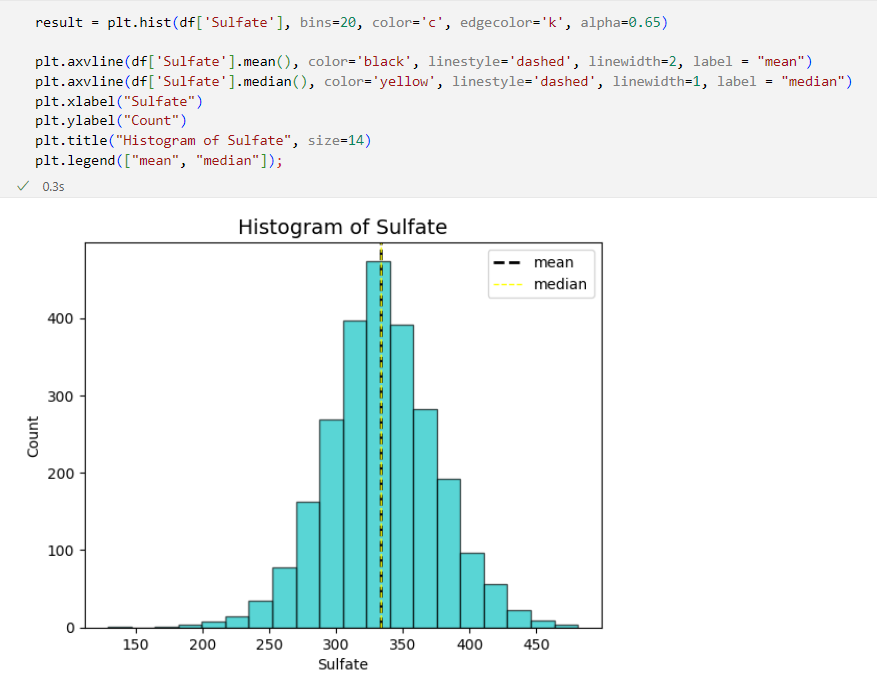 result = plt.hist(df['Sulfate'], bins=20, color='c', edgecolor='k', alpha=0.65)
plt.axvline(df['Sulfate'].mean(), color='black', linestyle='dashed', linewidth=2, label = "mean")
plt.axvline(df['Sulfate'].median(), color='yellow', linestyle='dashed', linewidth=1, label = "median")
plt.xlabel("Sulfate")
plt.ylabel("Count")
plt.title("Histogram of Sulfate", size=14)
plt.legend(["mean", "median"]);
✓ 0.3s
Histogram of Sulfate
mean
median
400
300
200
100
0
Count
150 200 250 300 350 400 450
Sulfate